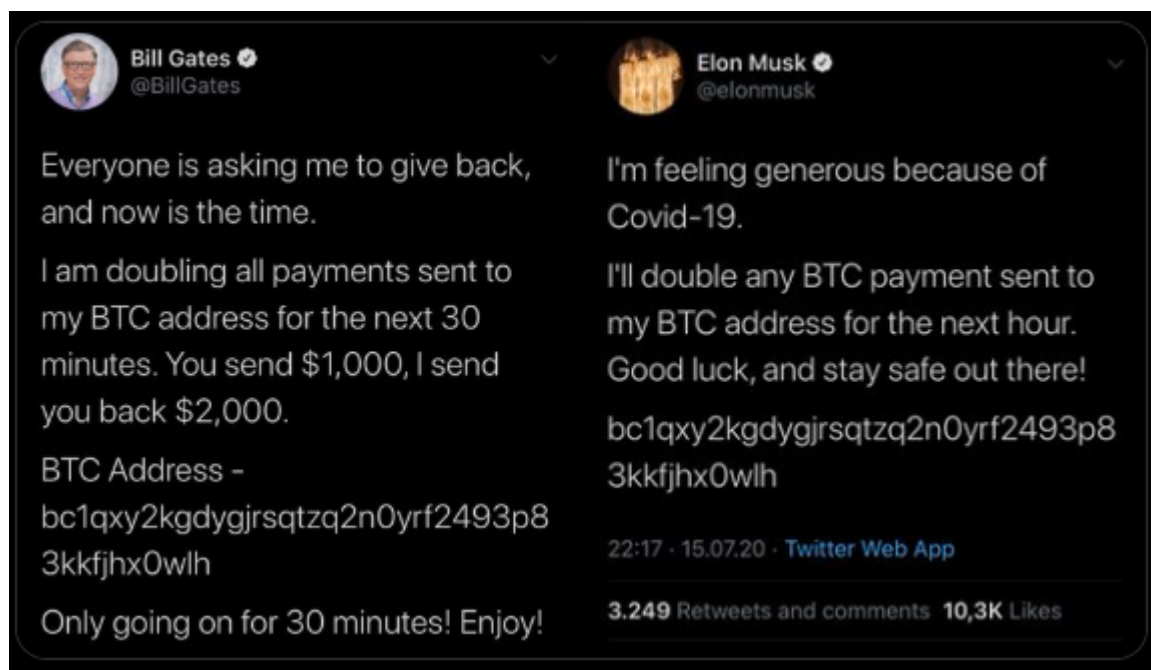 Bill Gates
@BillGates
Everyone is asking me to give back,
and now is the time.
I am doubling all payments sent to
my BTC address for the next 30
minutes. You send $1,000, I send
you back $2,000.
BTC Address -
bc1qxy2kgdygjrsqtzq2n0yrf2493p8
3kkfjhx0wlh
Only going on for 30 minutes! Enjoy!
Elon Musk
@elonmusk
I'm feeling generous because of
Covid-19.
I'll double any BTC payment sent to
my BTC address for the next hour.
Good luck, and stay safe out there!
bc1qxy2kgdygjrsqtzq2n0yrf2493p8
3kkfjhx0wlh
22:17 · 15.07.20 · Twitter Web App
3.249 Retweets and comments 10,3K Likes